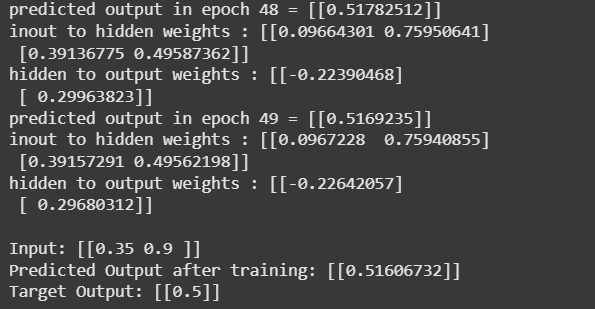 predicted output in epoch 48 = [[0.51782512]]
inout to hidden weights : [[0.09664301 0.75950641]
 [0.39136775 0.49587362]]
hidden to output weights : [[-0.22390468]
 [ 0.29963823]]
predicted output in epoch 49 = [[0.5169235]]
inout to hidden weights : [[0.0967228  0.75940855]
 [0.39157291 0.49562198]]
hidden to output weights : [[-0.22642057]
 [ 0.29680312]]

Input: [[0.35 0.9 ]]
Predicted Output after training: [[0.51606732]]
Target Output: [[0.5]]